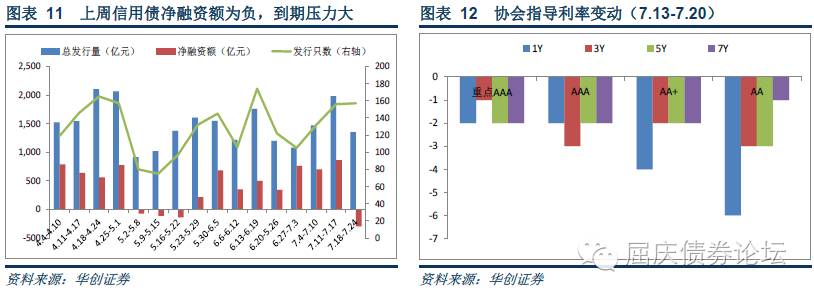 图表 11 上周信用债净融资额为负，到期压力大
总发行量（亿元）
净融资额（亿元）
发行只数（右轴）
2,500
2,000
1,500
1,000
500
0
-500
200
180
160
140
120
100
80
60
40
20
0
4.4-4.10
4.11-4.17
4.18-4.24
4.25-5.1
5.2-5.8
5.9-5.15
5.16-5.22
5.23-5.29
5.30-6.5
6.6-6.12
6.13-6.19
6.20-5.26
6.27-7.3
7.4-7.10
7.11-7.17
7.18-7.24
资料来源：华创证券
图表 12 协会指导利率变动（7.13-7.20）
1Y
3Y
5Y
7Y
0
-1
-2
-3
-4
-5
-6
-7
重点AAA
AAA
AA+
AA
资料来源：华创证券
屈庆债券论坛